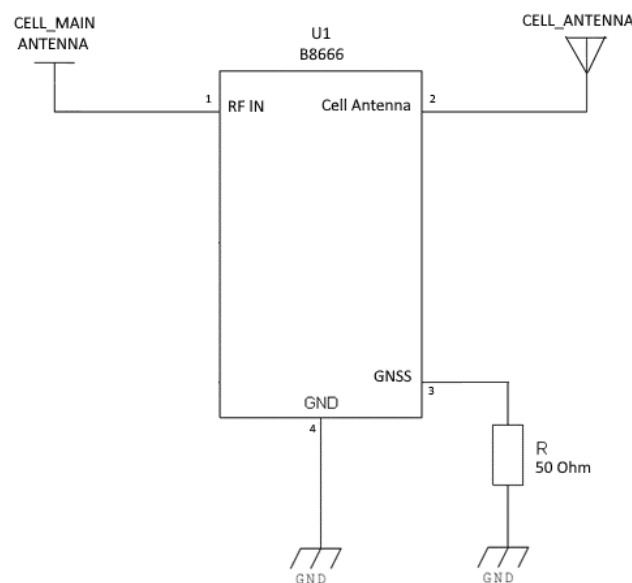 CELL_MAIN
ANTENNA
U1
B8666
CELL_ANTENNA
1
RF IN
Cell Antenna
2
GNSS
3
GND
4
R
50 Ohm
GND
GND